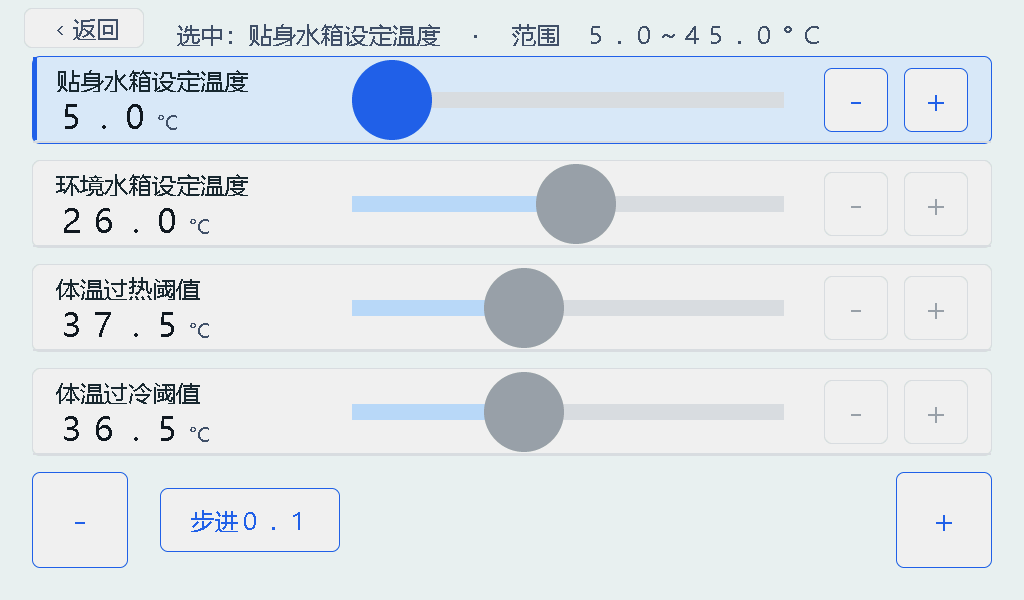 ‹ 返回
选中：贴身水箱设定温度 · 范围 5.0~45.0°C
贴身水箱设定温度
5.0 ℃
- +
环境水箱设定温度
26.0 ℃
- +
体温过热阈值
37.5 ℃
- +
体温过冷阈值
36.5 ℃
- +
- 步进0.1 +